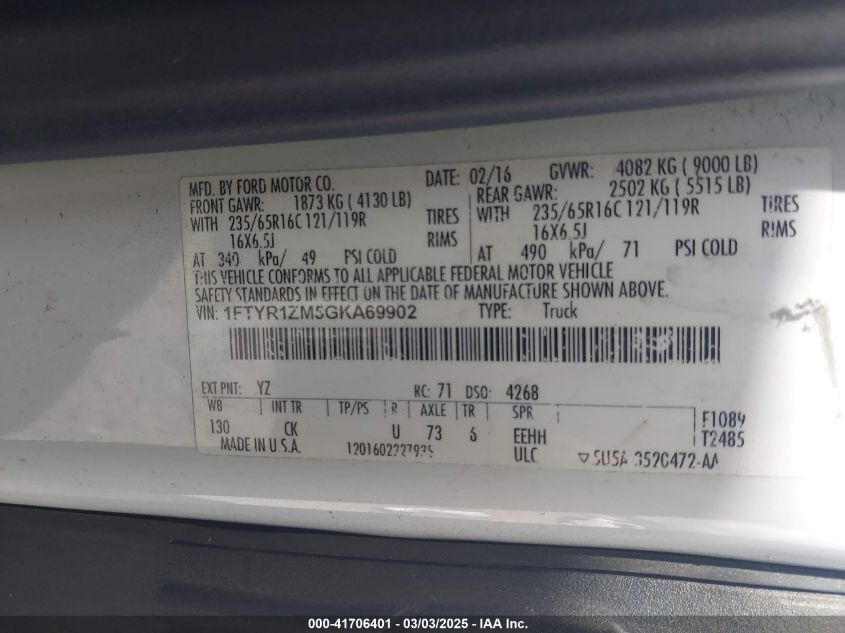 MFD. BY FORD MOTOR CO. DATE: 02/16 GVWR: 4082 KG ( 9000 LB)
FRONT GAWR: 1873 KG ( 4130 LB) REAR GAWR: 2502 KG ( 5515 LB)
WITH 235/65R16C 121/119R TIRES WITH 235/65R16C 121/119R TIRES
16X6.5J RIMS 16X6.5J RIMS
AT 340 kPa/ 49 PSI COLD AT 490 kPa/ 71 PSI COLD
THIS VEHICLE CONFORMS TO ALL APPLICABLE FEDERAL MOTOR VEHICLE
SAFETY STANDARDS IN EFFECT ON THE DATE OF MANUFACTURE SHOWN ABOVE.
VIN: 1FTYR1ZM5GKA69902 TYPE: Truck
EXT PNT: YZ RC: 71 DSO: 4268
WB INT TR TP/PS R AXLE TR SPR F1089
130 CK U 73 6 EEHH T2485
MADE IN U.S.A. ULC
000-41706401 - 03/03/2025 - IAAI.com